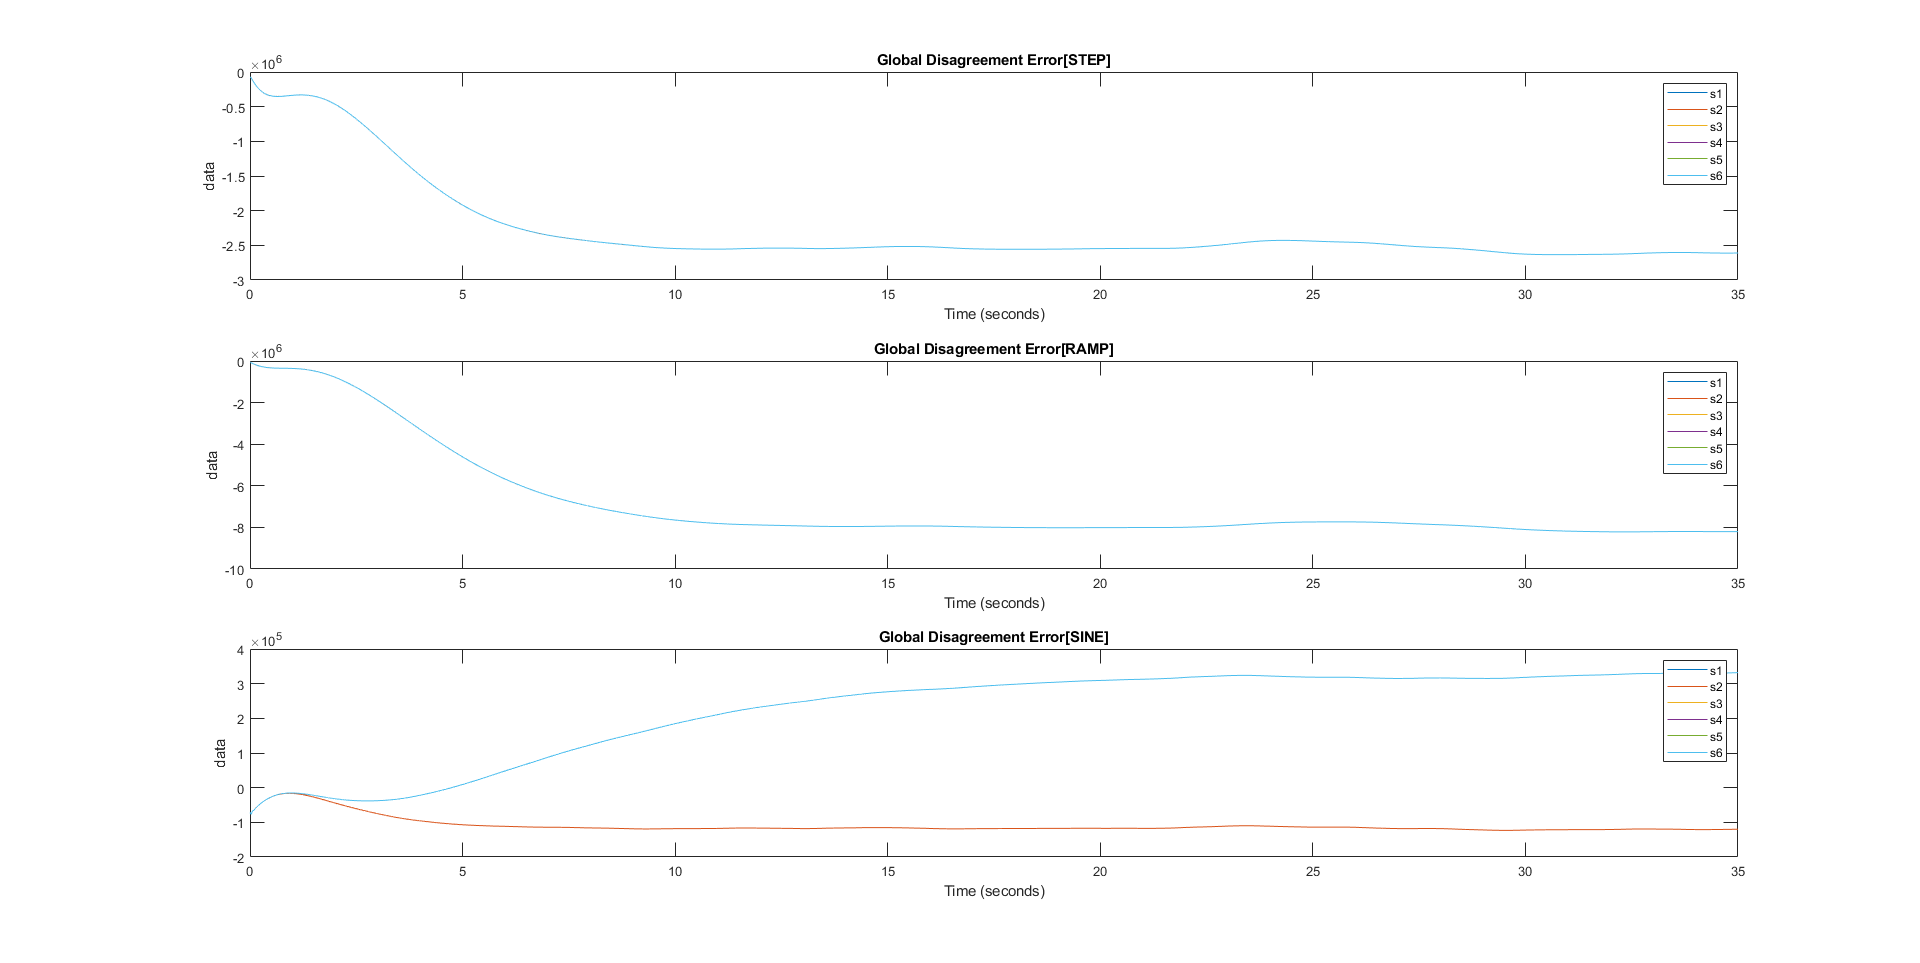 Global Disagreement Error[STEP]
×10^6
0
-0.5
-1
-1.5
-2
-2.5
-3
data
s1
s2
s3
s4
s5
s6
0 5 10 15 20 25 30 35
Time (seconds)
Global Disagreement Error[RAMP]
×10^6
0
-2
-4
-6
-8
-10
data
s1
s2
s3
s4
s5
s6
0 5 10 15 20 25 30 35
Time (seconds)
Global Disagreement Error[SINE]
×10^5
4
3
2
1
0
-1
-2
data
s1
s2
s3
s4
s5
s6
0 5 10 15 20 25 30 35
Time (seconds)